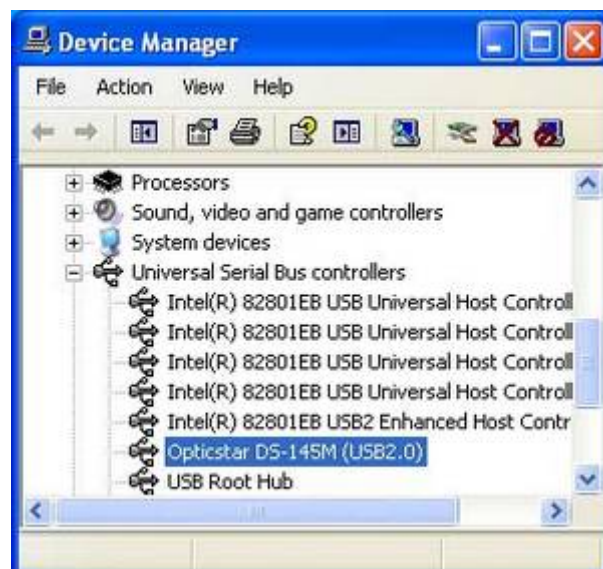 Device Manager
File Action View Help
Processors
Sound, video and game controllers
System devices
Universal Serial Bus controllers
Intel(R) 82801EB USB Universal Host Controll
Intel(R) 82801EB USB Universal Host Controll
Intel(R) 82801EB USB Universal Host Controll
Intel(R) 82801EB USB Universal Host Controll
Intel(R) 82801EB USB2 Enhanced Host Contr
Opticstar DS-145M (USB2.0)
USB Root Hub